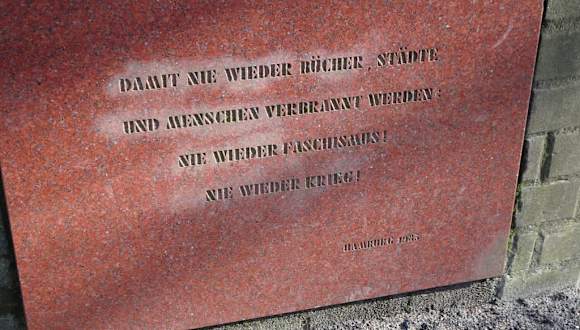 DAMIT NIE WIEDER BÜCHER, STÄDTE
UND MENSCHEN VERBRANNT WERDEN:
NIE WIEDER FASCHISMUS!
NIE WIEDER KRIEG!
HAMBURG 1985